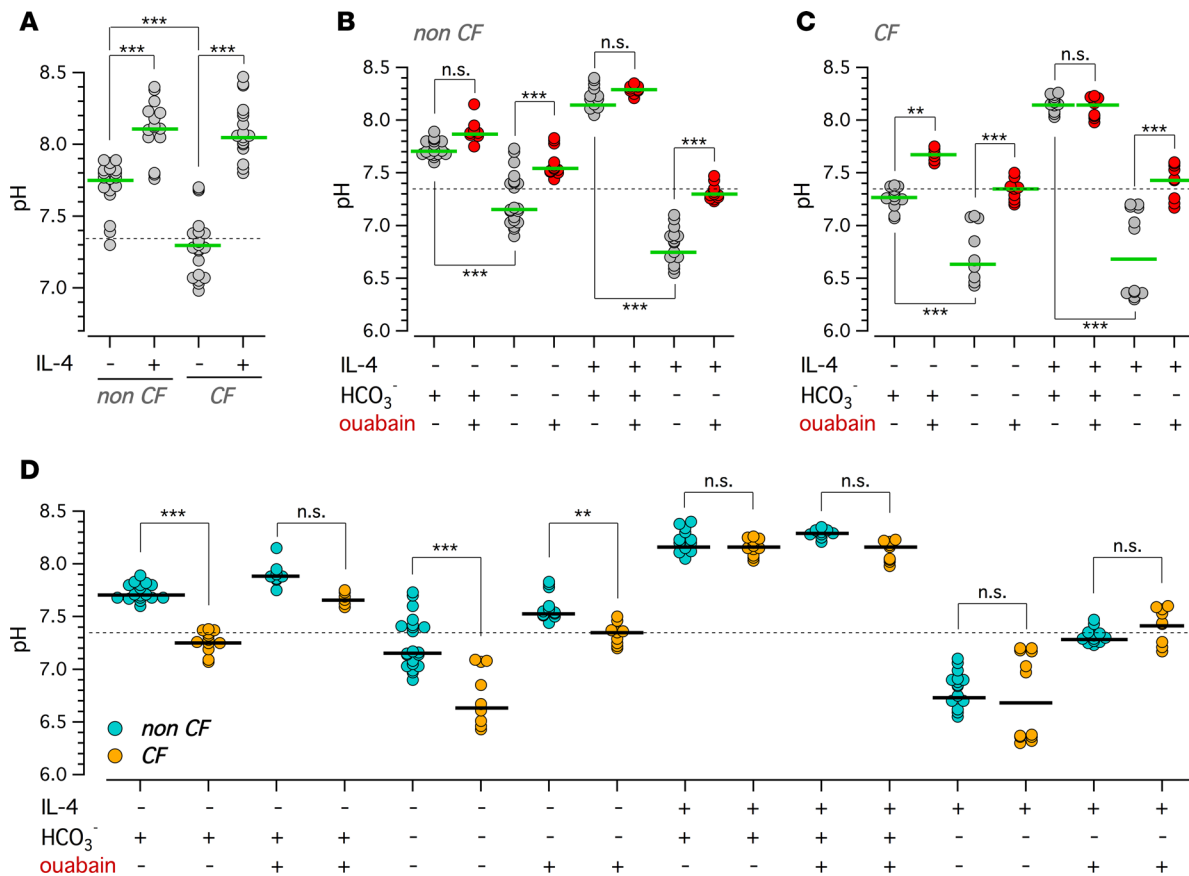 A
***
***
***
8.5
8.0
7.5
7.0
pH
IL-4 - + - +
non CF CF
B
non CF
n.s.
***
n.s.
***
***
***
8.5
8.0
7.5
7.0
6.5
6.0
pH
IL-4 - - - - + + + +
HCO3- + + - - + + - -
ouabain - + - + - + - +
C
CF
**
***
n.s.
***
***
***
8.5
8.0
7.5
7.0
6.5
6.0
pH
IL-4 - - - - + + + +
HCO3- + + - - + + - -
ouabain - + - + - + - +
D
***
n.s.
***
**
n.s.
n.s.
n.s.
n.s.
8.5
8.0
7.5
7.0
6.5
6.0
pH
non CF
CF
IL-4 - - - - - - - - + + + + + + + +
HCO3- + + + + - - - - + + + + - - - -
ouabain - - + + - - + + - - + + - - + +